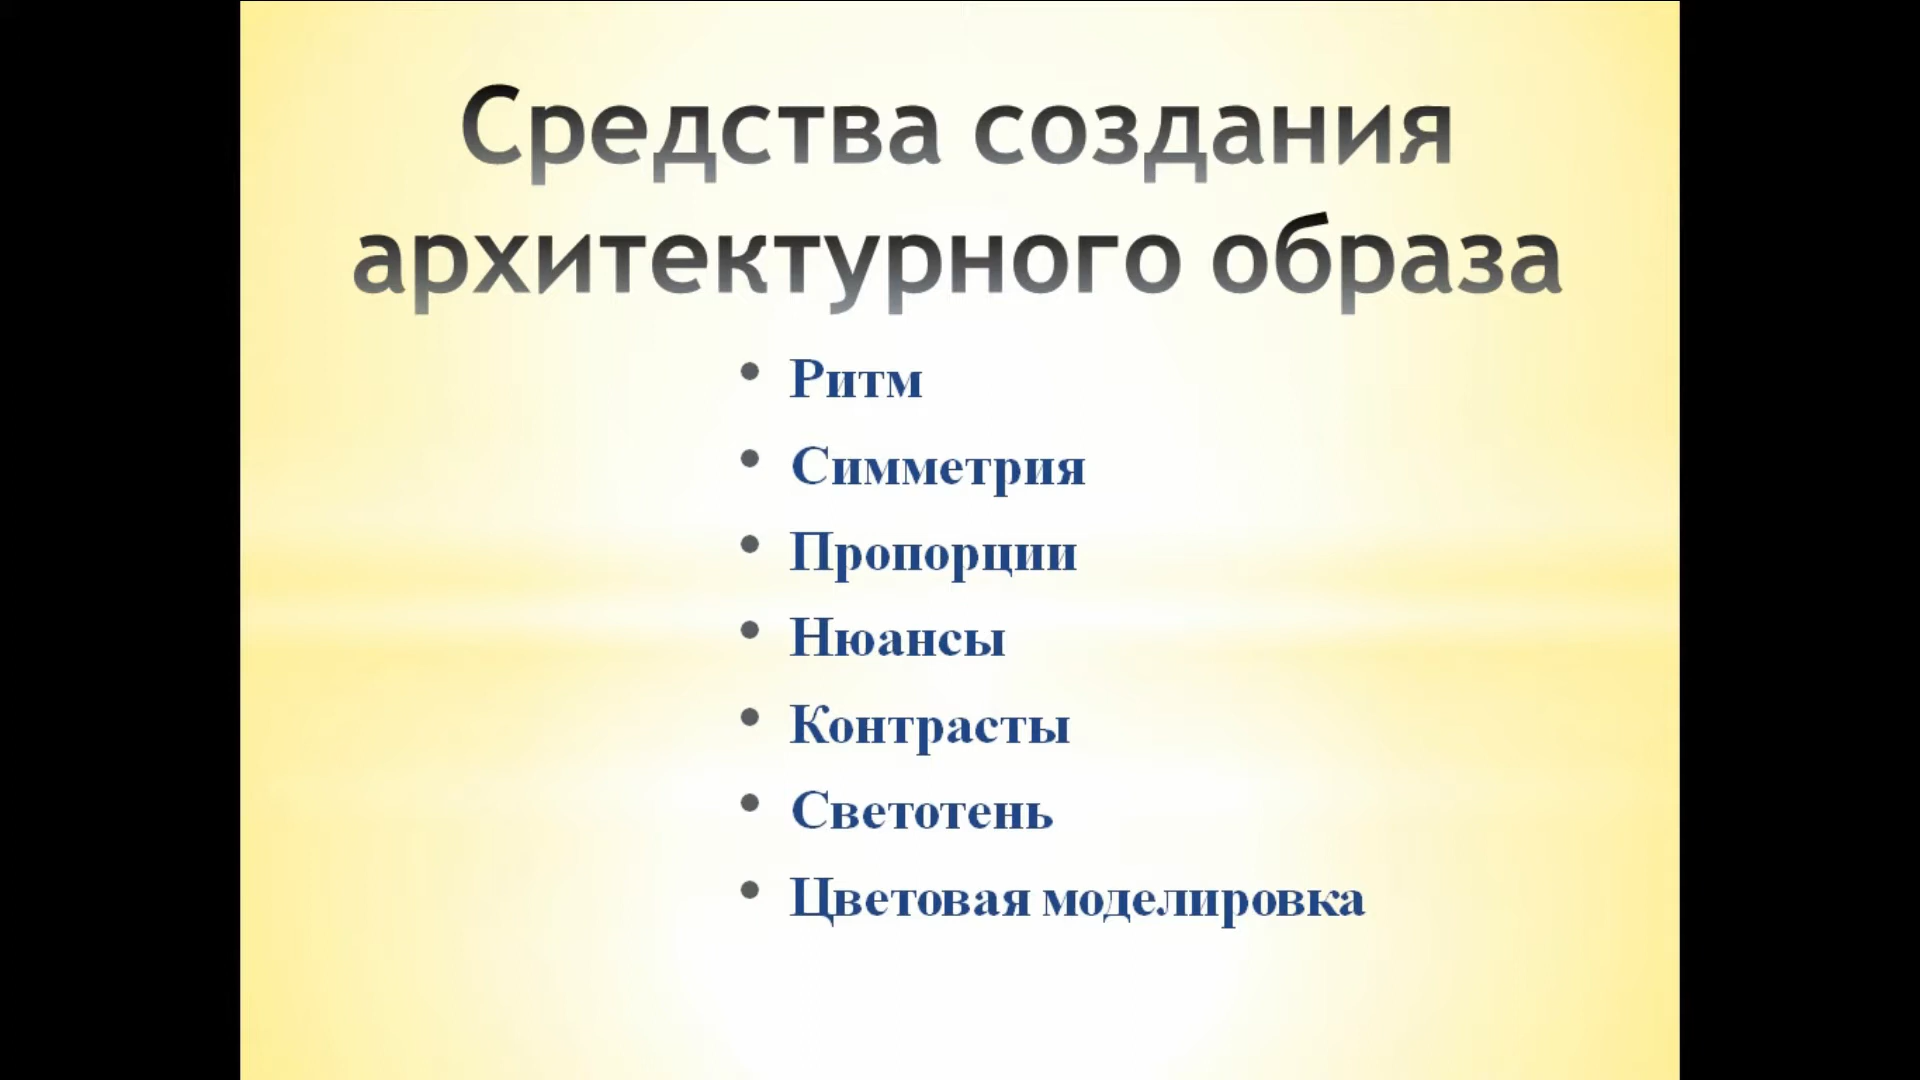 Средства создания
архитектурного образа
• Ритм
• Симметрия
• Пропорции
• Нюансы
• Контрасты
• Светотень
• Цветовая моделировка